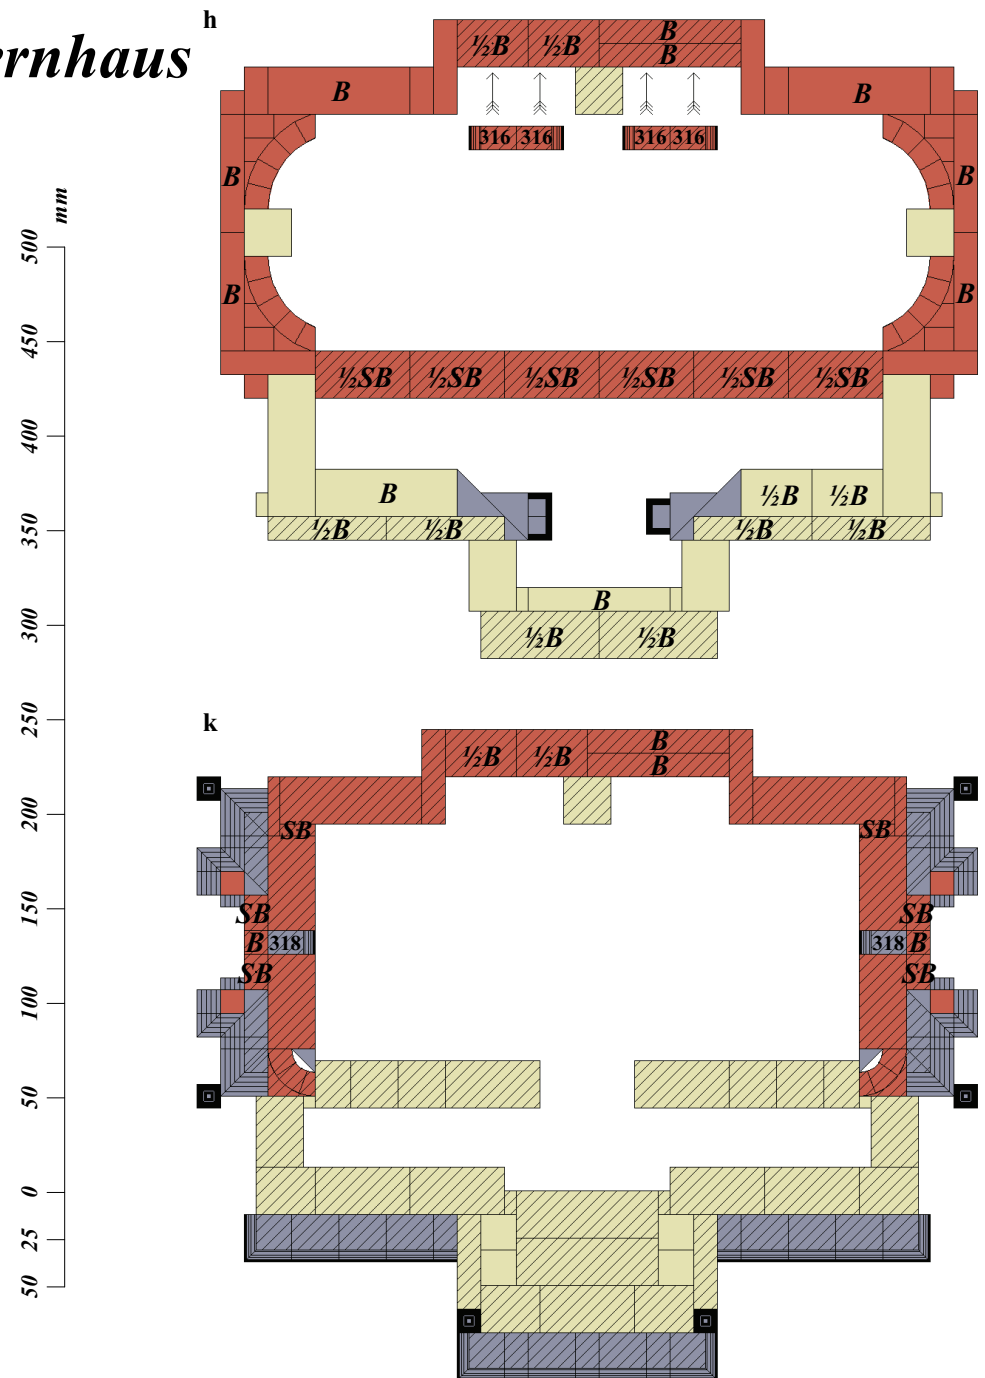 ernhaus
h
½B ½B B
B
B B
316 316 316 316
B B
B B
½SB ½SB ½SB ½SB ½SB ½SB
B ½B ½B
½B ½B ½B ½B
B
½B ½B
mm
500
450
400
350
300
250
200
150
100
50
0
25
50
k
½B ½B B
B
SB SB
SB SB
B 318 318 B
SB SB